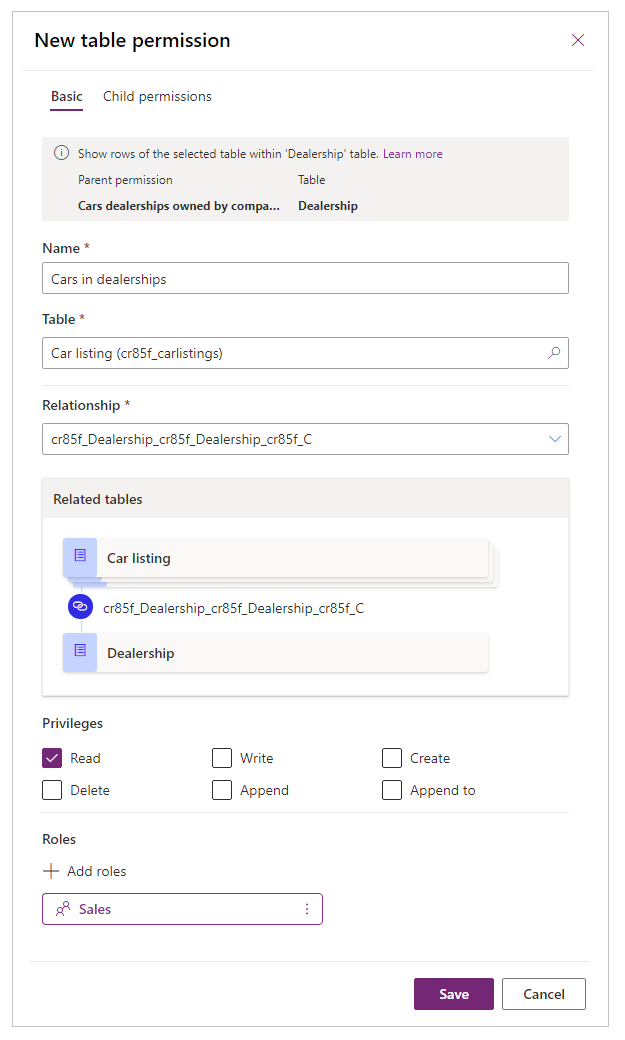 New table permission
Basic Child permissions
Show rows of the selected table within 'Dealership' table. Learn more
Parent permission Table
Cars dealerships owned by compa... Dealership
Name *
Cars in dealerships
Table *
Car listing (cr85f_carlistings)
Relationship *
cr85f_Dealership_cr85f_Dealership_cr85f_C
Related tables
Car listing
cr85f_Dealership_cr85f_Dealership_cr85f_C
Dealership
Privileges
Read Write Create
Delete Append Append to
Roles
Add roles
Sales
Save Cancel